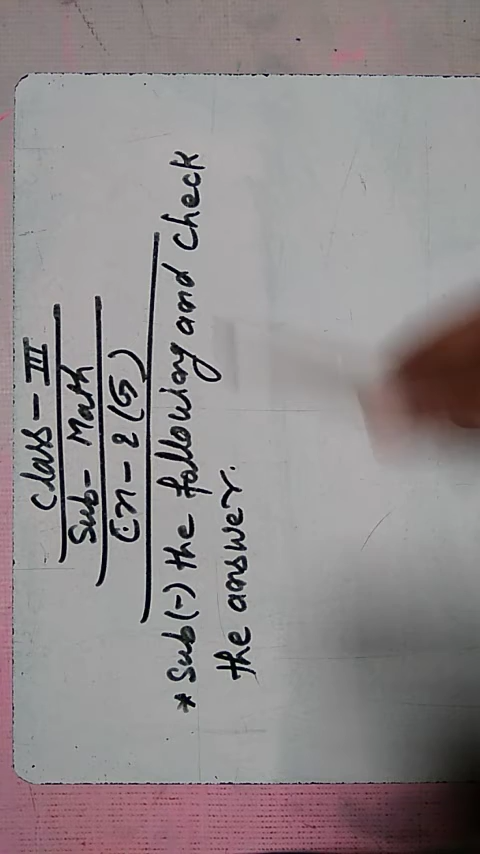 Class - III
Sub - Math
Ex - 2 (G)
* Sub (-) the following and check
the answer.